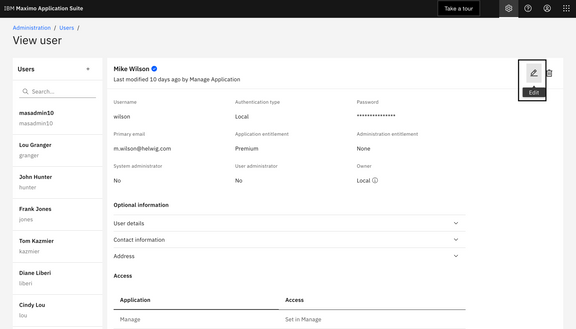 IBM Maximo Application Suite
Take a tour
Administration / Users /
View user
Users +
Search...
masadmin10
masadmin10
Lou Granger
granger
John Hunter
hunter
Frank Jones
jones
Tom Kazmier
kazmier
Diane Liberi
liberi
Cindy Lou
lou
Mike Wilson
Last modified 10 days ago by Manage Application
Edit
Username Authentication type Password
wilson Local ***************
Primary email Application entitlement Administration entitlement
m.wilson@helwig.com Premium None
System administrator User administrator Owner
No No Local
Optional information
User details
Contact information
Address
Access
Application Access
Manage Set in Manage